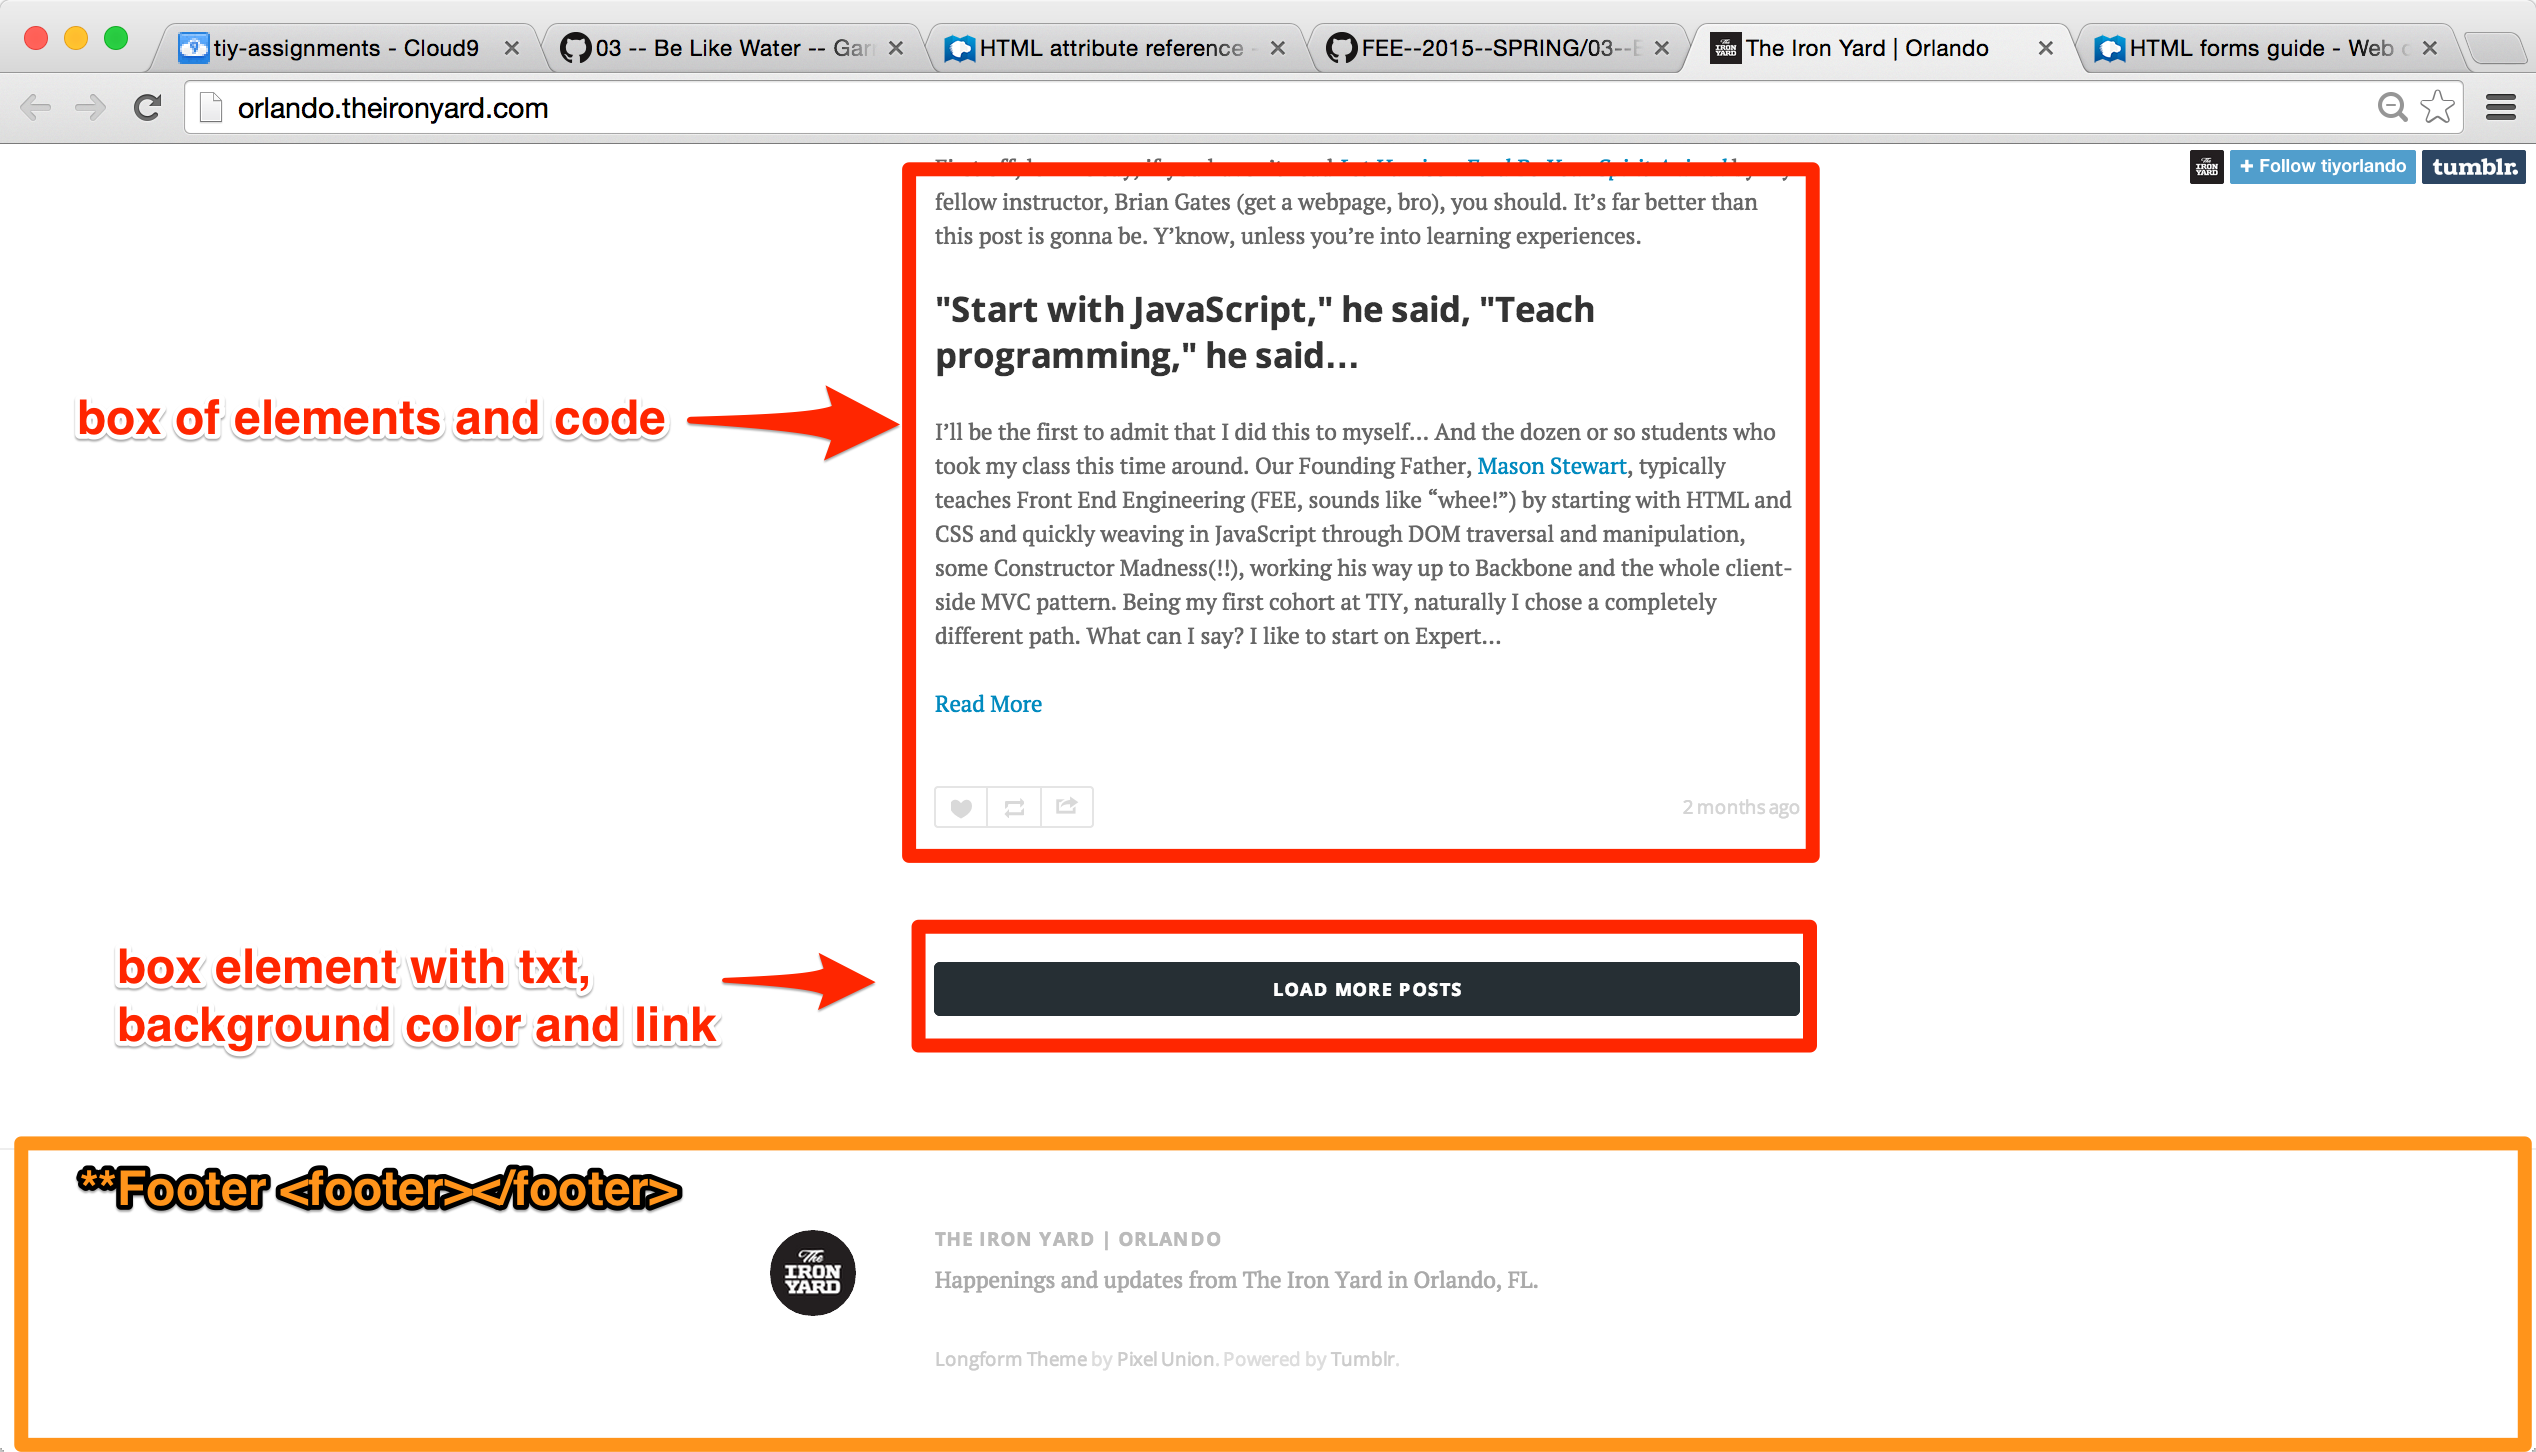 tiy-assignments - Cloud9
03 -- Be Like Water -- Gar
HTML attribute reference -
FEE--2015--SPRING/03--
The Iron Yard | Orlando
HTML forms guide - Web
orlando.theironyard.com
THE IRON YARD
+ Follow tiyorlando
tumblr.
fellow instructor, Brian Gates (get a webpage, bro), you should. It’s far better than
this post is gonna be. Y’know, unless you’re into learning experiences.
"Start with JavaScript," he said, "Teach
programming," he said…
box of elements and code
I’ll be the first to admit that I did this to myself… And the dozen or so students who
took my class this time around. Our Founding Father, Mason Stewart, typically
teaches Front End Engineering (FEE, sounds like “whee!”) by starting with HTML and
CSS and quickly weaving in JavaScript through DOM traversal and manipulation,
some Constructor Madness(!!), working his way up to Backbone and the whole client-
side MVC pattern. Being my first cohort at TIY, naturally I chose a completely
different path. What can I say? I like to start on Expert…
Read More
2 months ago
box element with txt,
background color and link
LOAD MORE POSTS
**Footer <footer></footer>
The
IRON
YARD
THE IRON YARD | ORLANDO
Happenings and updates from The Iron Yard in Orlando, FL.
Longform Theme by Pixel Union. Powered by Tumblr.